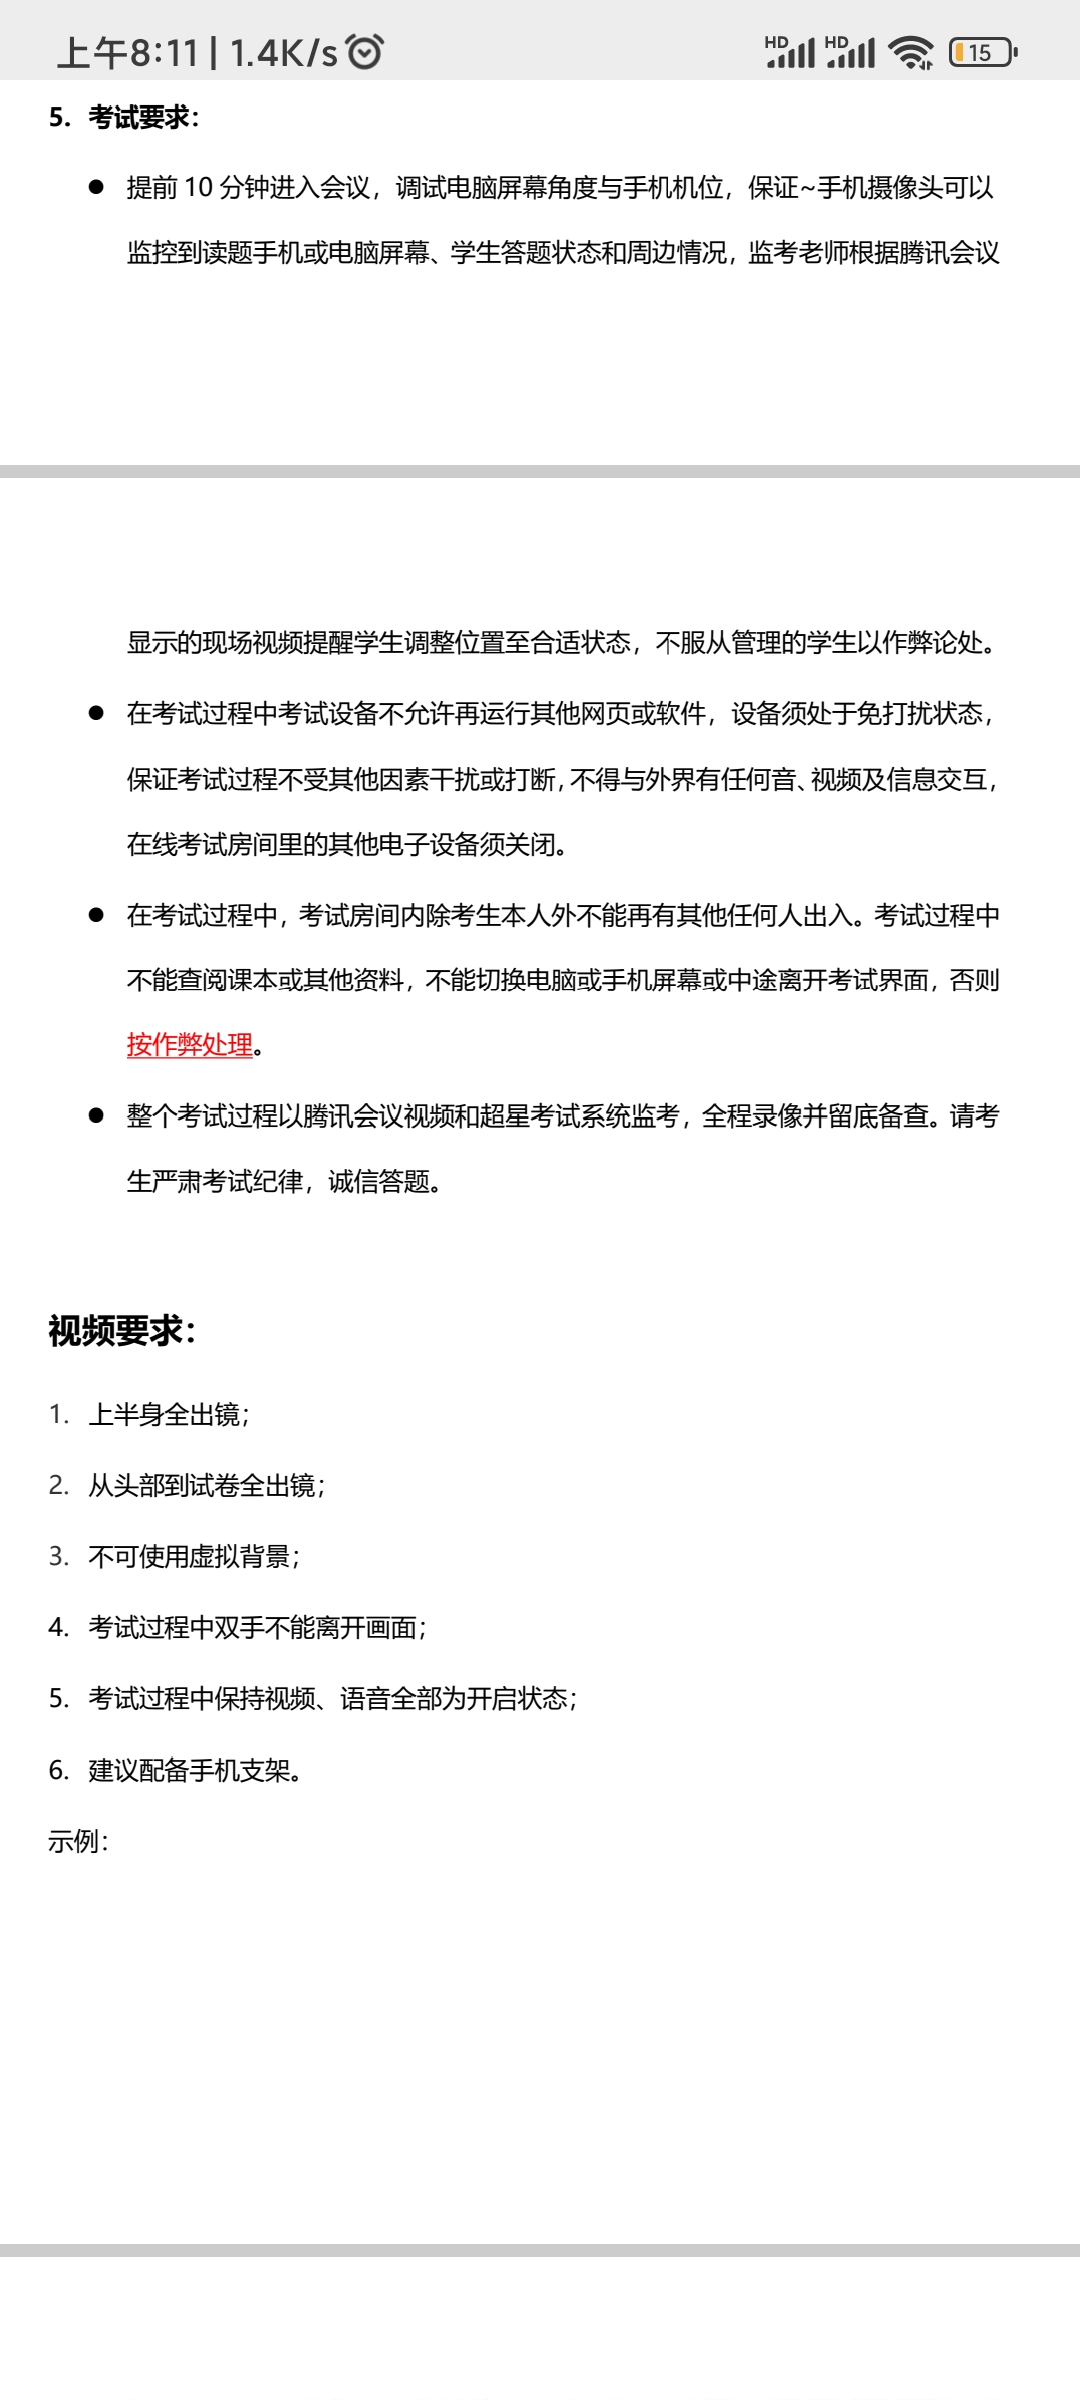 上午8:11 | 1.4K/s
HD HD 15
5. 考试要求：
● 提前 10 分钟进入会议，调试电脑屏幕角度与手机机位，保证~手机摄像头可以
监控到读题手机或电脑屏幕、学生答题状态和周边情况，监考老师根据腾讯会议
显示的现场视频提醒学生调整位置至合适状态，不服从管理的学生以作弊论处。
● 在考试过程中考试设备不允许再运行其他网页或软件，设备须处于免打扰状态，
保证考试过程不受其他因素干扰或打断，不得与外界有任何音、视频及信息交互，
在线考试房间里的其他电子设备须关闭。
● 在考试过程中，考试房间内除考生本人外不能再有其他任何人出入。考试过程中
不能查阅课本或其他资料，不能切换电脑或手机屏幕或中途离开考试界面，否则
按作弊处理。
● 整个考试过程以腾讯会议视频和超星考试系统监考，全程录像并留底备查。请考
生严肃考试纪律，诚信答题。
视频要求：
1. 上半身全出镜；
2. 从头部到试卷全出镜；
3. 不可使用虚拟背景；
4. 考试过程中双手不能离开画面；
5. 考试过程中保持视频、语音全部为开启状态；
6. 建议配备手机支架。
示例：